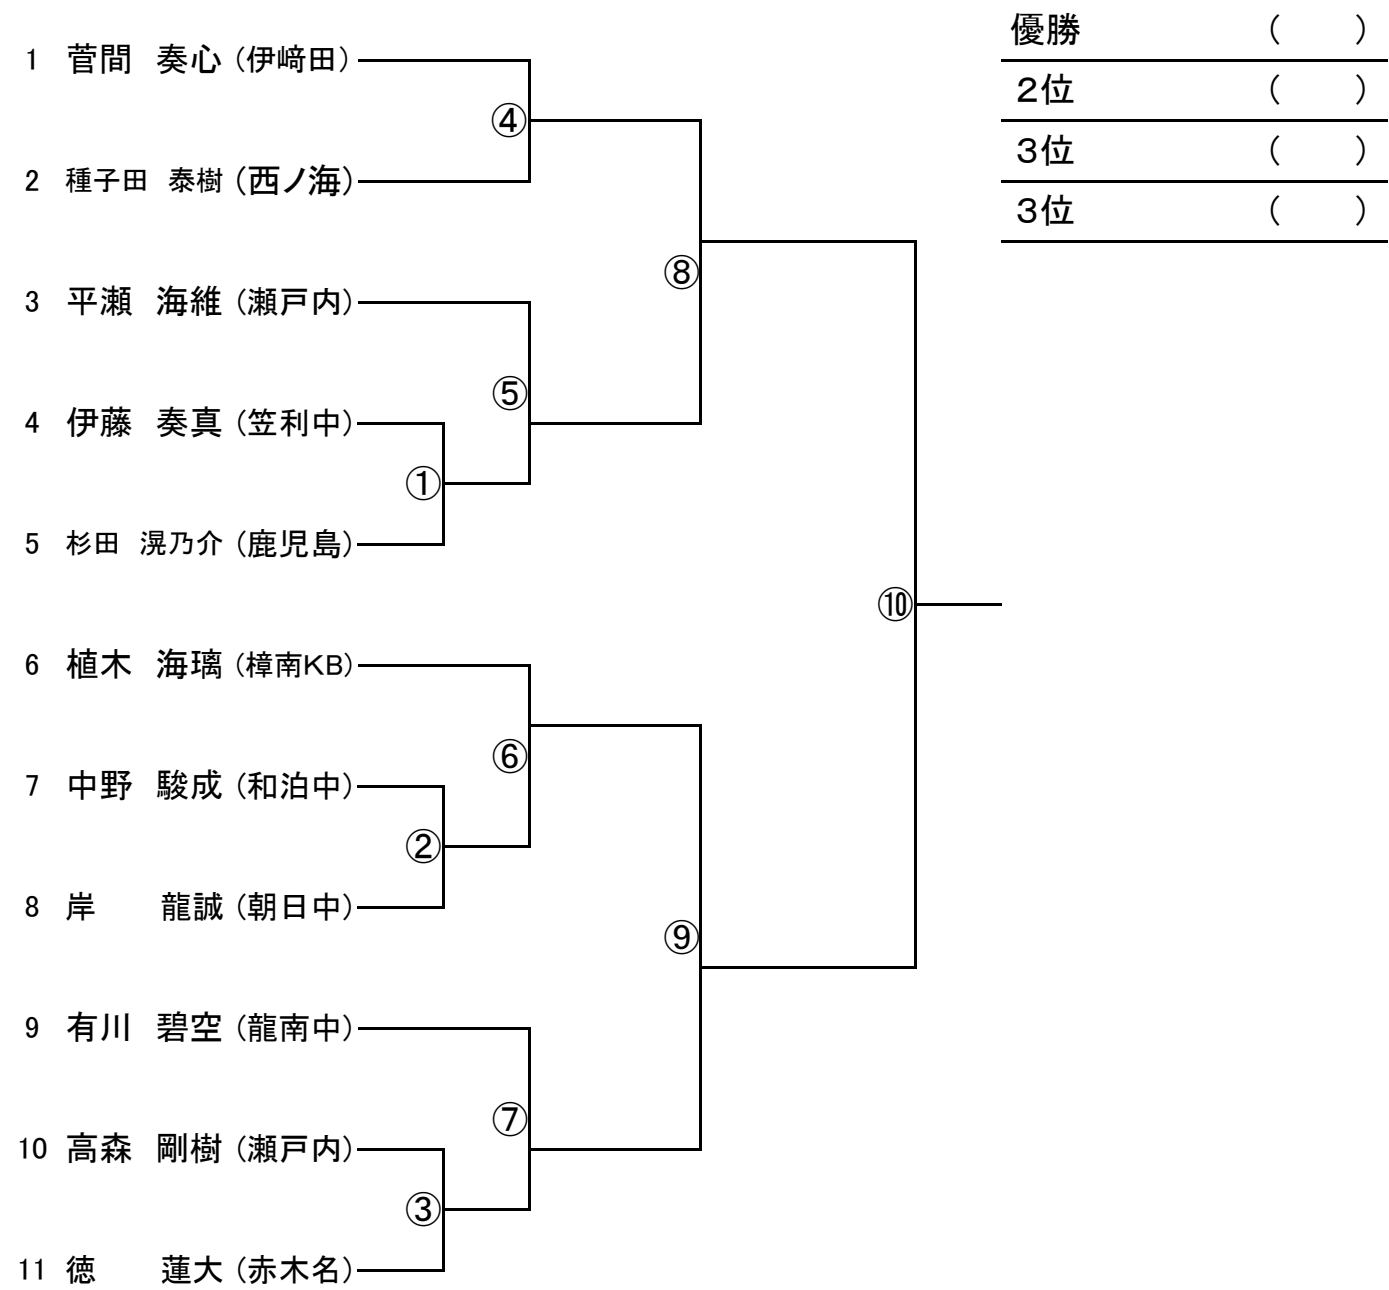 優勝 ( )
1 菅間 奏心 (伊﨑田)
④
2位 ( )
3位 ( )
2 種子田 泰樹 (西ノ海)
3位 ( )
⑧
3 平瀬 海維 (瀬戸内)
⑤
4 伊藤 奏真 (笠利中)
①
5 杉田 滉乃介 (鹿児島)
⑩
6 植木 海璃 (樟南KB)
⑥
7 中野 駿成 (和泊中)
②
8 岸 龍誠 (朝日中)
⑨
9 有川 碧空 (龍南中)
⑦
10 高森 剛樹 (瀬戸内)
③
11 徳 蓮大 (赤木名)